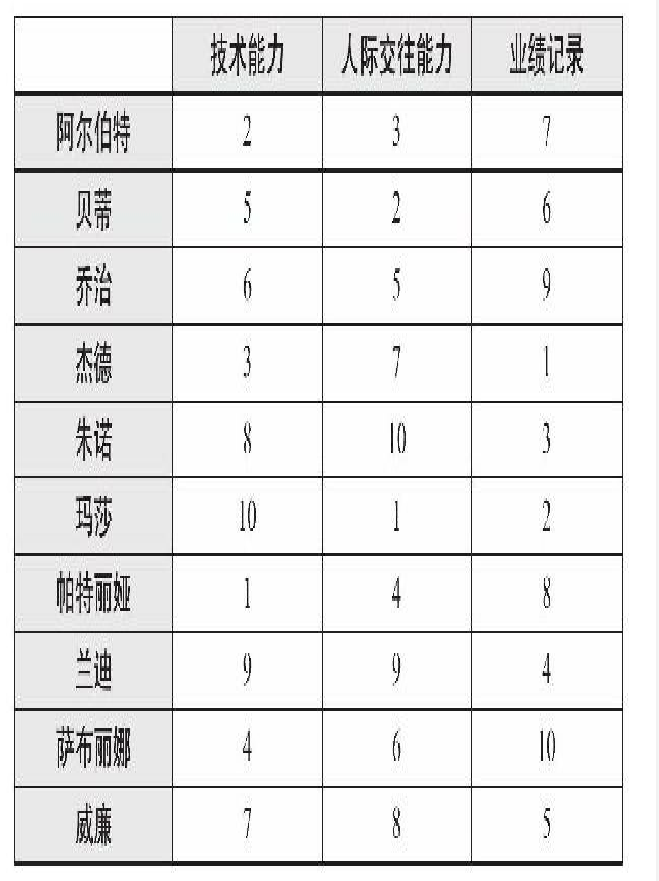 技术能力 人际交往能力 业绩记录
阿尔伯特 2 3 7
贝蒂 5 2 6
乔治 6 5 9
杰德 3 7 1
朱诺 8 10 3
玛莎 10 1 2
帕特丽娅 1 4 8
兰迪 9 9 4
萨布丽娜 4 6 10
威廉 7 8 5